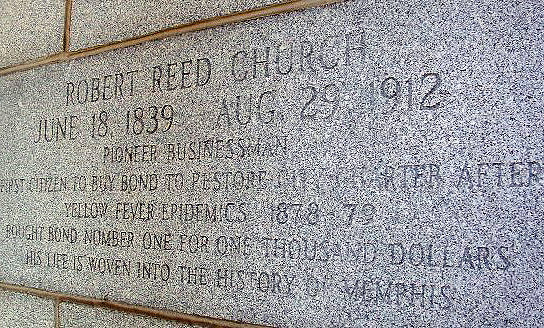 ROBERT REED CHURCH
JUNE 18, 1839 AUG. 29, 1912
PIONEER BUSINESSMAN
FIRST CITIZEN TO BUY BOND TO RESTORE CITY CHARTER AFTER
YELLOW FEVER EPIDEMICS 1878-79
BOUGHT BOND NUMBER ONE FOR ONE THOUSAND DOLLARS
HIS LIFE IS WOVEN INTO THE HISTORY OF MEMPHIS